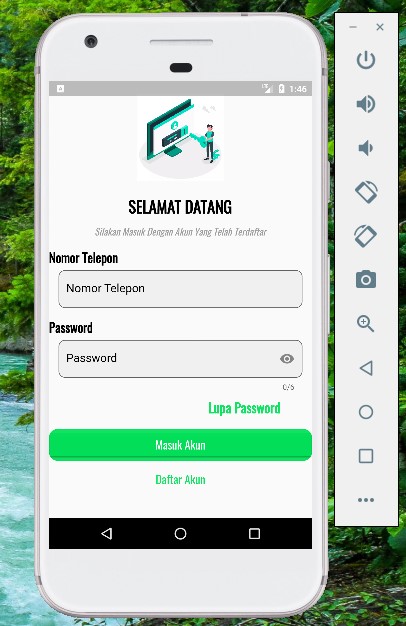 1:46
SELAMAT DATANG
Silakan Masuk Dengan Akun Yang Telah Terdaftar
Nomor Telepon
Nomor Telepon
Password
Password
0/6
Lupa Password
Masuk Akun
Daftar Akun